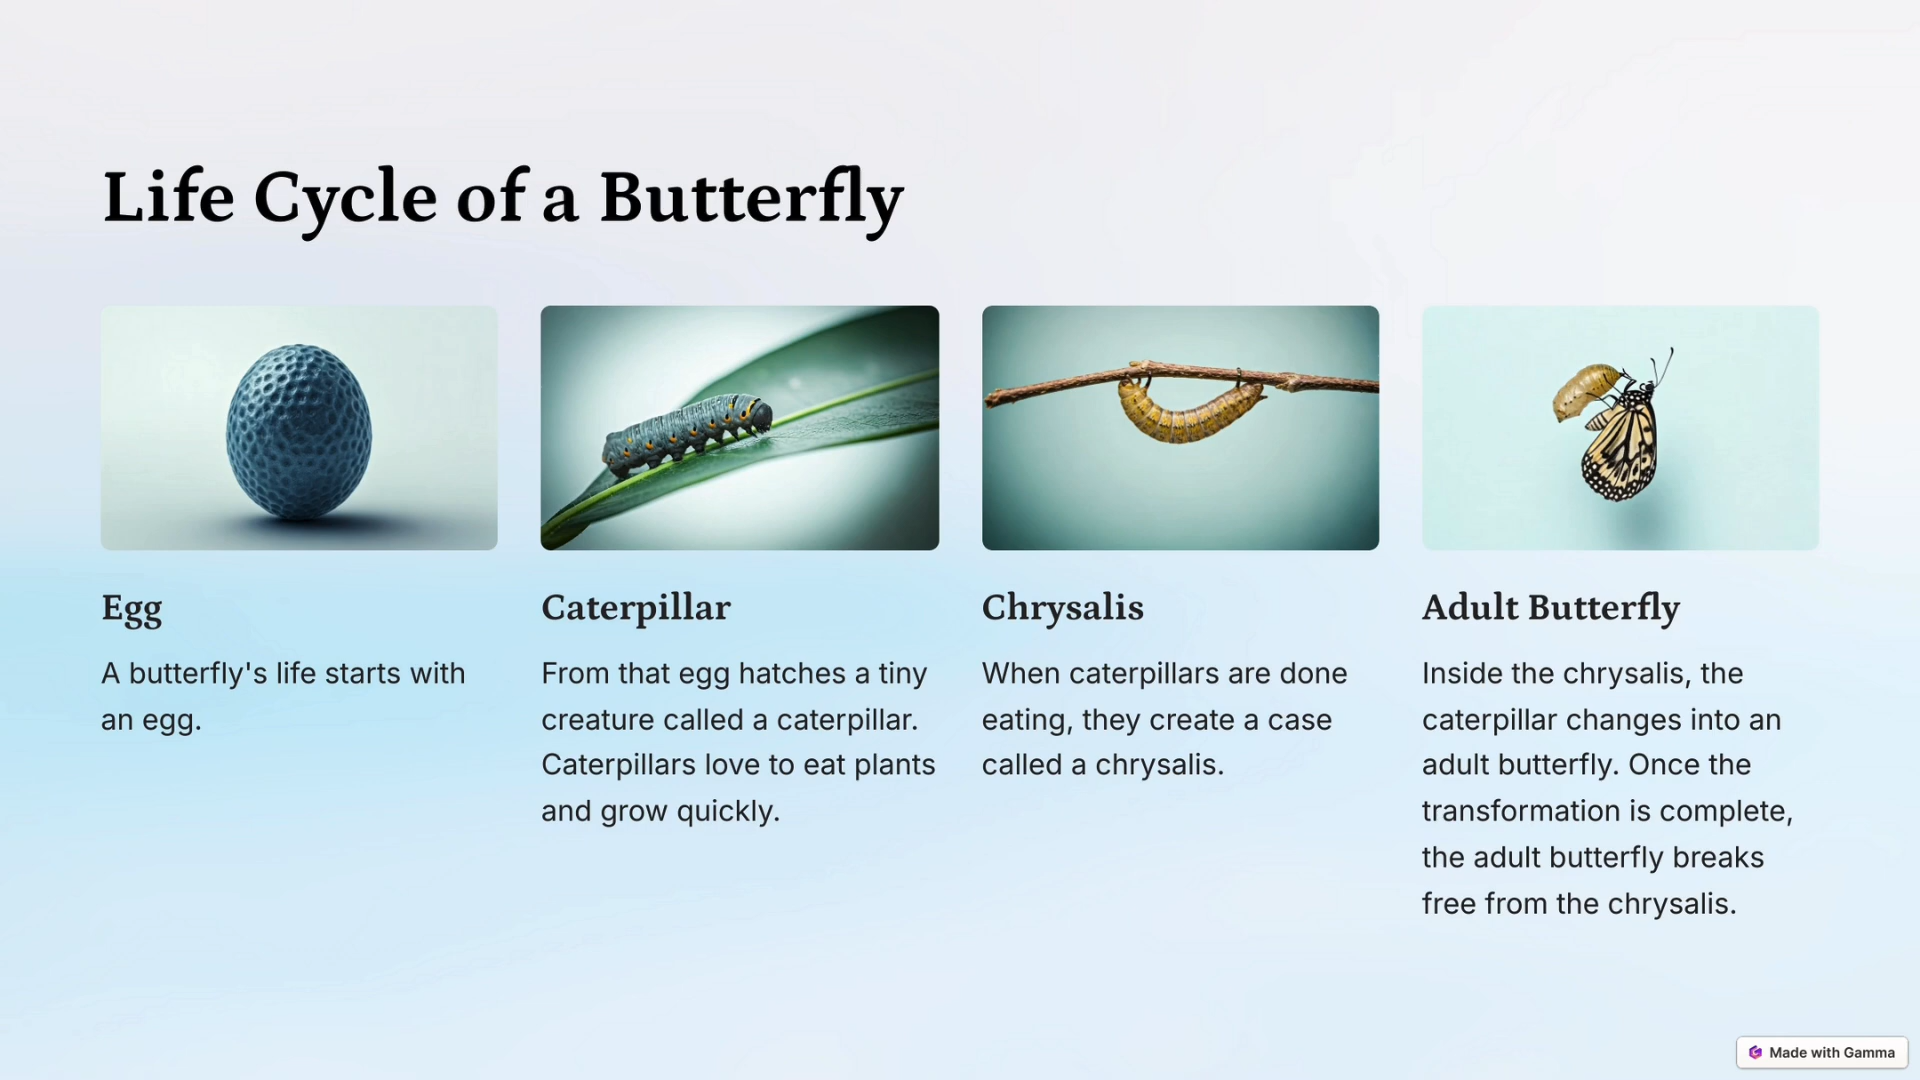 Life Cycle of a Butterfly
Egg
A butterfly's life starts with
an egg.
Caterpillar
From that egg hatches a tiny
creature called a caterpillar.
Caterpillars love to eat plants
and grow quickly.
Chrysalis
When caterpillars are done
eating, they create a case
called a chrysalis.
Adult Butterfly
Inside the chrysalis, the
caterpillar changes into an
adult butterfly. Once the
transformation is complete,
the adult butterfly breaks
free from the chrysalis.
Made with Gamma